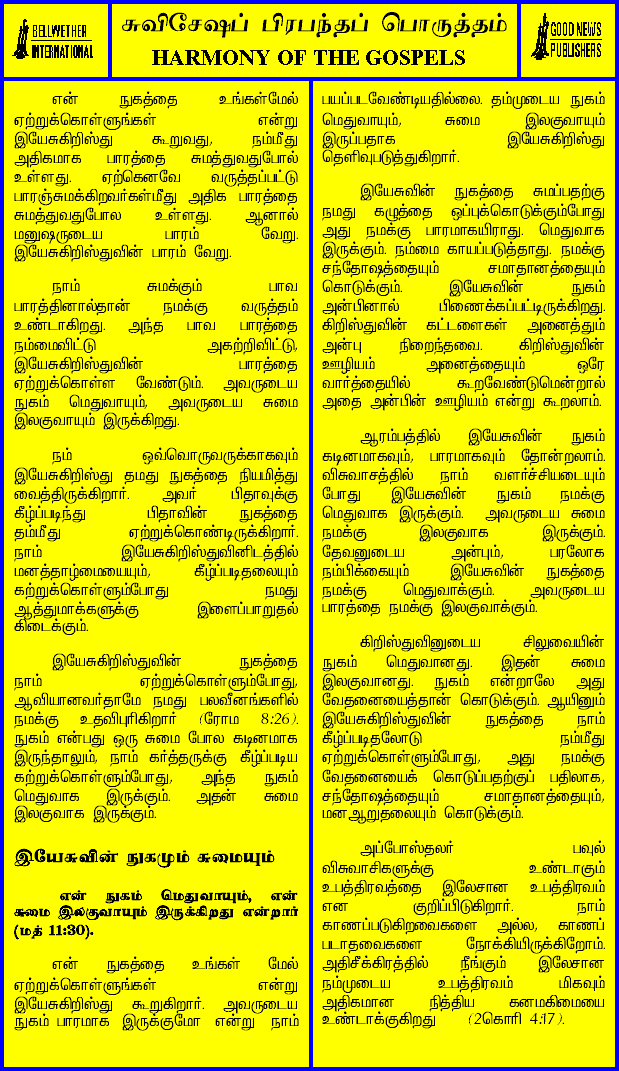 BELLWETHER
INTERNATIONAL
சுவிசேஷப் பிரபந்தப் பொருத்தம்
HARMONY OF THE GOSPELS
GOOD NEWS
PUBLISHERS
என் நுகத்தை உங்கள்மேல்
ஏற்றுக்கொள்ளுங்கள் என்று
இயேசுகிறிஸ்து கூறுவது, நம்மீது
அதிகமாக பாரத்தை சுமத்துவதுபோல்
உள்ளது. ஏற்கெனவே வருத்தப்பட்டு
பாரஞ்சுமக்கிறவர்கள்மீது அதிக பாரத்தை
சுமத்துவதுபோல உள்ளது. ஆனால்
மனுஷருடைய பாரம் வேறு.
இயேசுகிறிஸ்துவின் பாரம் வேறு.
நாம் சுமக்கும் பாவ
பாரத்தினால்தான் நமக்கு வருத்தம்
உண்டாகிறது. அந்த பாவ பாரத்தை
நம்மைவிட்டு அகற்றிவிட்டு,
இயேசுகிறிஸ்துவின் பாரத்தை
ஏற்றுக்கொள்ள வேண்டும். அவருடைய
நுகம் மெதுவாயும், அவருடைய சுமை
இலகுவாயும் இருக்கிறது.
நம் ஒவ்வொருவருக்காகவும்
இயேசுகிறிஸ்து தமது நுகத்தை நியமித்து
வைத்திருக்கிறார். அவர் பிதாவுக்கு
கீழ்ப்படிந்து பிதாவின் நுகத்தை
தம்மீது ஏற்றுக்கொண்டிருக்கிறார்.
நாம் இயேசுகிறிஸ்துவினிடத்தில்
மனத்தாழ்மையையும், கீழ்ப்படிதலையும்
கற்றுக்கொள்ளும்போது நமது
ஆத்துமாக்களுக்கு இளைப்பாறுதல்
கிடைக்கும்.
இயேசுகிறிஸ்துவின் நுகத்தை
நாம் ஏற்றுக்கொள்ளும்போது,
ஆவியானவர்தாமே நமது பலவீனங்களில்
நமக்கு உதவிபுரிகிறார் (ரோம 8:26).
நுகம் என்பது ஒரு சுமை போல கடினமாக
இருந்தாலும், நாம் கர்த்தருக்கு கீழ்ப்படிய
கற்றுக்கொள்ளும்போது, அந்த நுகம்
மெதுவாக இருக்கும். அதன் சுமை
இலகுவாக இருக்கும்.
இயேசுவின் நுகமும் சுமையும்
என் நுகம் மெதுவாயும், என்
சுமை இலகுவாயும் இருக்கிறது என்றார்
(மத் 11:30).
என் நுகத்தை உங்கள் மேல்
ஏற்றுக்கொள்ளுங்கள் என்று
இயேசுகிறிஸ்து கூறுகிறார். அவருடைய
நுகம் பாரமாக இருக்குமோ என்று நாம்
பயப்படவேண்டியதில்லை. தம்முடைய நுகம்
மெதுவாயும், சுமை இலகுவாயும்
இருப்பதாக இயேசுகிறிஸ்து
தெளிவுபடுத்துகிறார்.
இயேசுவின் நுகத்தை சுமப்பதற்கு
நமது கழுத்தை ஒப்புக்கொடுக்கும்போது
அது நமக்கு பாரமாகயிராது. மெதுவாக
இருக்கும். நம்மை காயப்படுத்தாது. நமக்கு
சந்தோஷத்தையும் சமாதானத்தையும்
கொடுக்கும். இயேசுவின் நுகம்
அன்பினால் பிணைக்கப்பட்டிருக்கிறது.
கிறிஸ்துவின் கட்டளைகள் அனைத்தும்
அன்பு நிறைந்தவை. கிறிஸ்துவின்
ஊழியம் அனைத்தையும் ஒரே
வார்த்தையில் கூறவேண்டுமென்றால்
அதை அன்பின் ஊழியம் என்று கூறலாம்.
ஆரம்பத்தில் இயேசுவின் நுகம்
கடினமாகவும், பாரமாகவும் தோன்றலாம்.
விசுவாசத்தில் நாம் வளர்ச்சியடையும்
போது இயேசுவின் நுகம் நமக்கு
மெதுவாக இருக்கும். அவருடைய சுமை
நமக்கு இலகுவாக இருக்கும்.
தேவனுடைய அன்பும், பரலோக
நம்பிக்கையும் இயேசுவின் நுகத்தை
நமக்கு மெதுவாக்கும். அவருடைய
பாரத்தை நமக்கு இலகுவாக்கும்.
கிறிஸ்துவினுடைய சிலுவையின்
நுகம் மெதுவானது. இதன் சுமை
இலகுவானது. நுகம் என்றாலே அது
வேதனையைத்தான் கொடுக்கும். ஆயினும்
இயேசுகிறிஸ்துவின் நுகத்தை நாம்
கீழ்ப்படிதலோடு நம்மீது
ஏற்றுக்கொள்ளும்போது, அது நமக்கு
வேதனையைக் கொடுப்பதற்குப் பதிலாக,
சந்தோஷத்தையும் சமாதானத்தையும்,
மனஆறுதலையும் கொடுக்கும்.
அப்போஸ்தலர் பவுல்
விசுவாசிகளுக்கு உண்டாகும்
உபத்திரவத்தை இலேசான உபத்திரவம்
என குறிப்பிடுகிறார். நாம்
காணப்படுகிறவைகளை அல்ல, காணப்
படாதவைகளை நோக்கியிருக்கிறோம்.
அதிசீக்கிரத்தில் நீங்கும் இலேசான
நம்முடைய உபத்திரவம் மிகவும்
அதிகமான நித்திய கனமகிமையை
உண்டாக்குகிறது (2கொரி 4:17).